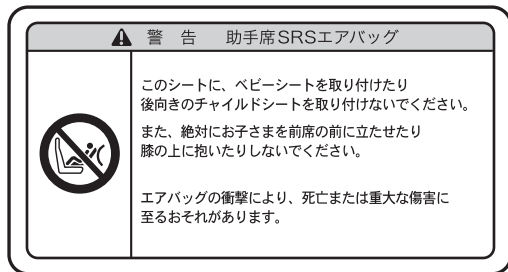 警告 助手席SRSエアバッグ
このシートに、ベビーシートを取り付けたり
後向きのチャイルドシートを取り付けないでください。
また、絶対にお子さまを前席の前に立たせたり
膝の上に抱いたりしないでください。
エアバッグの衝撃により、死亡または重大な傷害に
至るおそれがあります。